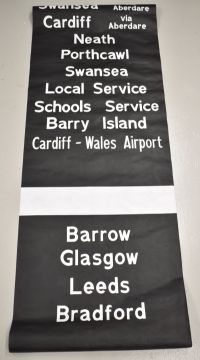 Swansea Aberdare
Cardiff via Aberdare
Neath
Porthcawl
Swansea
Local Service
Schools Service
Barry Island
Cardiff - Wales Airport
Barrow
Glasgow
Leeds
Bradford